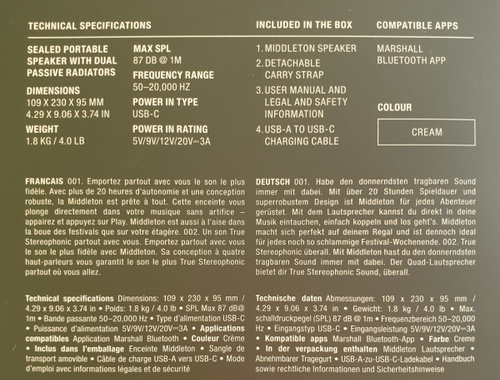 TECHNICAL SPECIFICATIONS
SEALED PORTABLE
SPEAKER WITH DUAL
PASSIVE RADIATORS
DIMENSIONS
109 X 230 X 95 MM
4.29 X 9.06 X 3.74 IN
WEIGHT
1.8 KG / 4.0 LB
MAX SPL
87 DB @ 1M
FREQUENCY RANGE
50–20,000 HZ
POWER IN TYPE
USB-C
POWER IN RATING
5V/9V/12V/20V⎓3A
INCLUDED IN THE BOX
1. MIDDLETON SPEAKER
2. DETACHABLE
CARRY STRAP
3. USER MANUAL AND
LEGAL AND SAFETY
INFORMATION
4. USB-A TO USB-C
CHARGING CABLE
COMPATIBLE APPS
MARSHALL
BLUETOOTH APP
COLOUR
CREAM
FRANCAIS 001. Emportez partout avec vous le son le plus
fidèle. Avec plus de 20 heures d'autonomie et une conception
robuste, la Middleton est prête à tout. Cette enceinte vous
plonge directement dans votre musique sans artifice –
appairez et appuyez sur Play. Middleton est aussi à l'aise dans
la boue des festivals que sur votre étagère. 002. Un son True
Stereophonic partout avec vous. Emportez partout avec vous
le son le plus fidèle avec Middleton. Sa conception à quatre
haut-parleurs vous garantit le son le plus True Stereophonic
partout où vous allez.
DEUTSCH 001. Habe den donnerndsten tragbaren Sound
immer mit dabei. Mit über 20 Stunden Spieldauer und
superrobustem Design ist Middleton für jedes Abenteuer
gerüstet. Mit dem Lautsprecher kannst du direkt in deine
Musik eintauchen, einfach koppeln und los geht's. Middleton
macht sich perfekt auf deinem Regal und ist dennoch ideal
für jedes noch so schlammige Festival-Wochenende. 002. True
Stereophonic überall. Mit Middleton hast du den donnerndsten
tragbaren Sound immer mit dabei. Der Quad-Lautsprecher
bietet dir True Stereophonic Sound, überall.
Technical specifications Dimensions: 109 x 230 x 95 mm /
4.29 x 9.06 x 3.74 in • Poids: 1.8 kg / 4.0 lb • SPL Max 87 dB@
1m • Bande passante 50–20,000 Hz • Type d'alimentation USB-C
• Puissance d'alimentation 5V/9V/12V/20V⎓3A • Applications
compatibles Application Marshall Bluetooth • Couleur Crème
• Inclus dans l'emballage Enceinte Middleton • Sangle de
transport amovible • Câble de charge USB-A vers USB-C • Mode
d'emploi avec informations légales et de sécurité
Technische daten Abmessungen: 109 x 230 x 95 mm /
4.29 x 9.06 x 3.74 in • Gewicht: 1.8 kg / 4.0 lb • Max.
schalldruckpegel (SPL) 87 dB @ 1m • Frequenzbereich 50–20,000
Hz • Eingangstyp USB-C • Eingangsleistung 5V/9V/12V/20V⎓3A
• Kompatible apps Marshall Bluetooth-App • Farbe Creme
• In der verpackung enthalten Middleton Lautsprecher •
Abnehmbarer Tragegurt • USB-A-zu-USB-C-Ladekabel • Handbuch
sowie rechtliche Informationen und Sicherheitshinweise